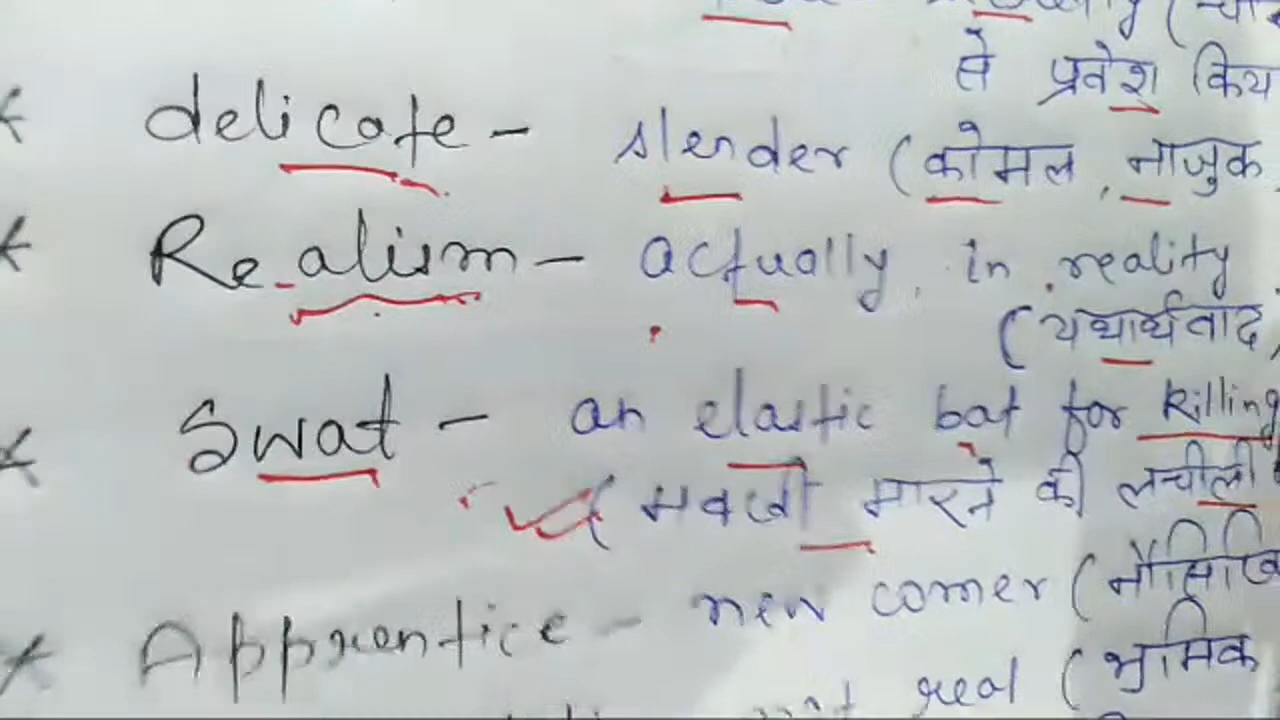 से प्रवेश किय
delicate - slender (कोमल, नाजुक
Realism - actually, in reality
(यथार्थवाद)
Swat - an elastic bat for killing
(मक्खी मारने की लचीली
Apprentice - new comer (नौसिखि
real (भूमिक